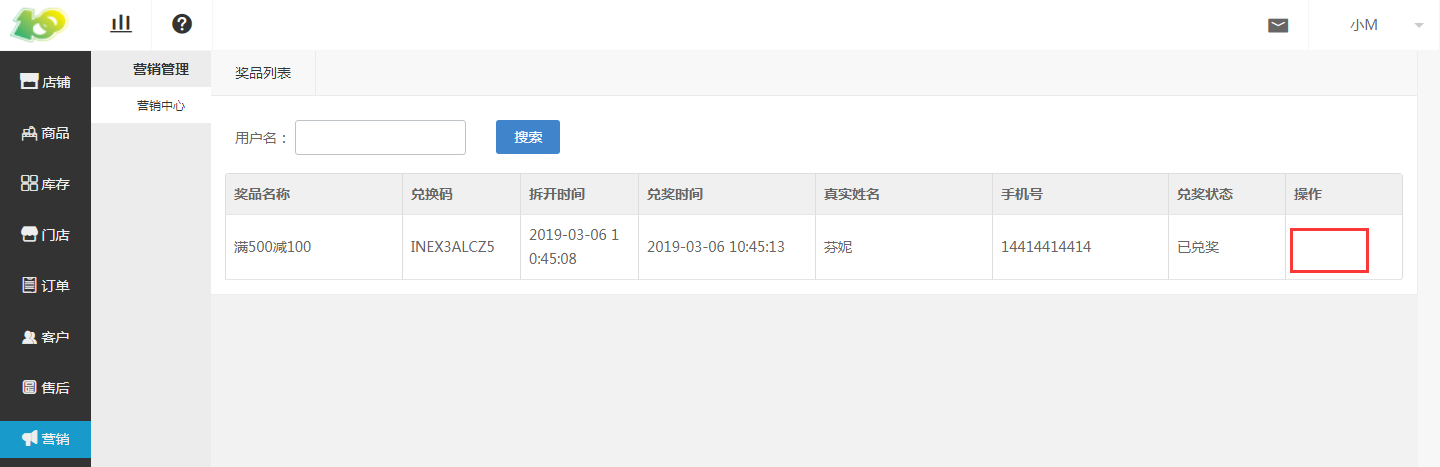 小M
店铺
商品
库存
门店
订单
客户
售后
营销
营销管理
营销中心
奖品列表
用户名：
搜索
奖品名称 兑换码 拆开时间 兑奖时间 真实姓名 手机号 兑奖状态 操作
满500减100 INEX3ALCZ5 2019-03-06 1 2019-03-06 10:45:13 芬妮 14414414414 已兑奖
0:45:08